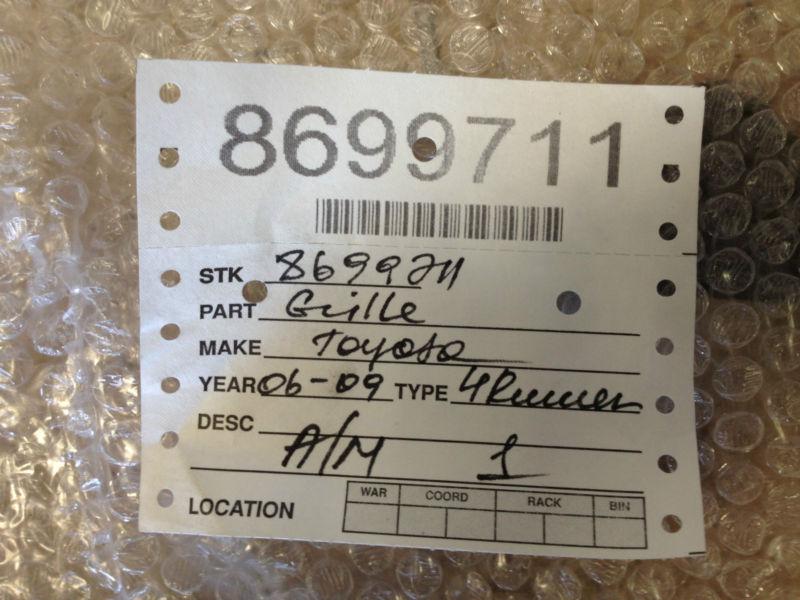 8699711
STK 8699711
PART Grille
MAKE Toyota
YEAR 06-09 TYPE 4Runner
DESC
A/M 1
LOCATION WAR COORD RACK BIN